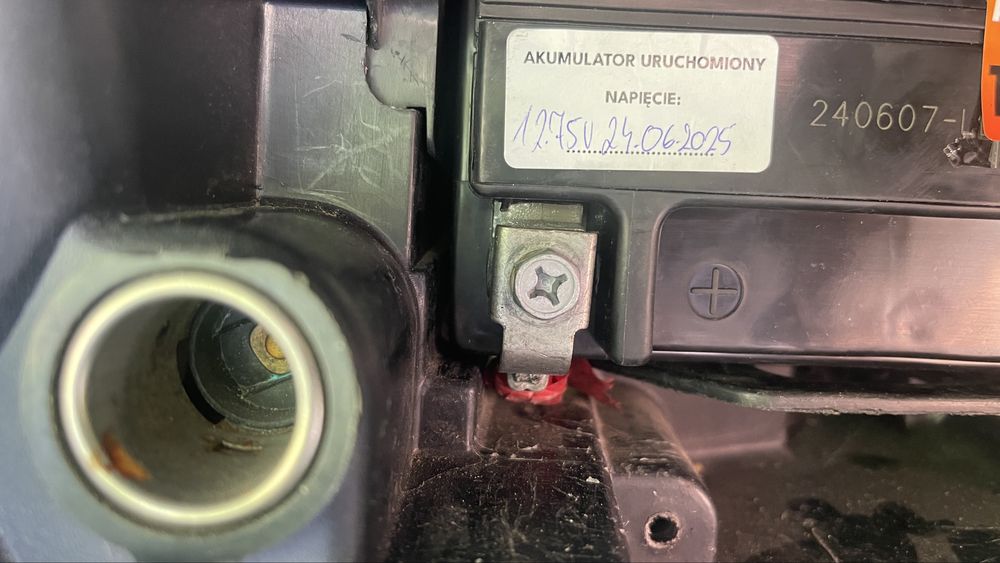 AKUMULATOR URUCHOMIONY
NAPIĘCIE:
12.75V 24.06.2025
240607-L